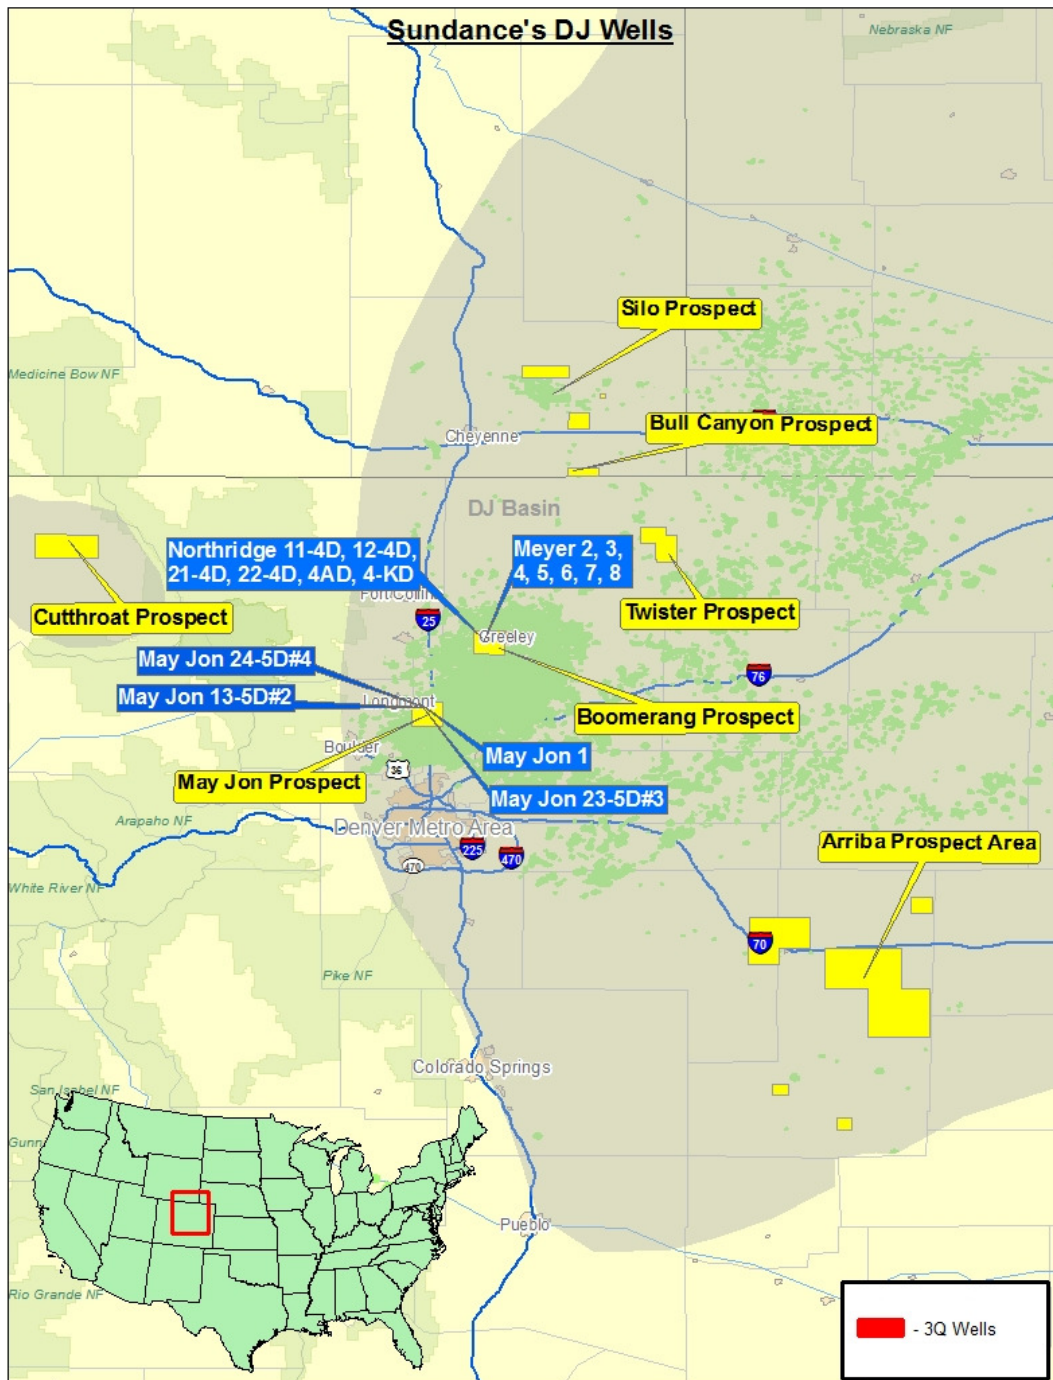 Sundance's DJ Wells
Nebraska NF
Silo Prospect
Medicine Bow NF
Bull Canyon Prospect
Cheyenne
DJ Basin
Northridge 11-4D, 12-4D,
21-4D, 22-4D, 4AD, 4-KD
Meyer 2, 3,
4, 5, 6, 7, 8
Fort Collins
Cutthroat Prospect
Twister Prospect
25
Greeley
May Jon 24-5D#4
76
May Jon 13-5D#2
Longmont
Boomerang Prospect
Boulder
May Jon 1
36
May Jon Prospect
May Jon 23-5D#3
Arapaho NF
Denver Metro Area
Arriba Prospect Area
225
470
470
White River NF
70
Pike NF
Colorado Springs
San Isabel NF
Gunn
Pueblo
Rio Grande NF
- 3Q Wells